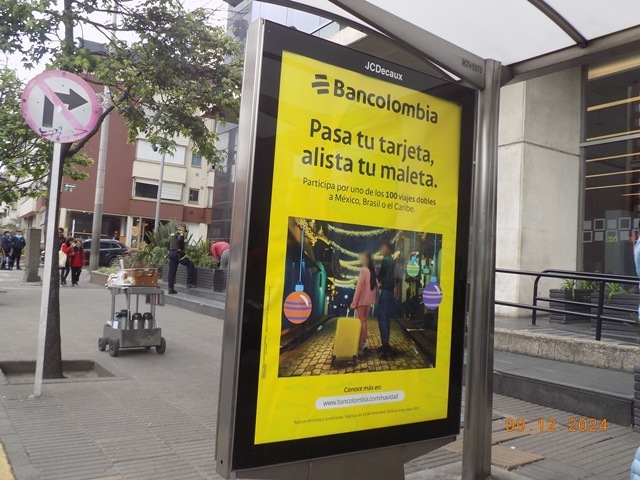 JCDecaux
Bancolombia
Pasa tu tarjeta,
alista tu maleta.
Participa por uno de los 100 viajes dobles
a México, Brasil o el Caribe.
Conoce más en:
www.bancolombia.com/navidad
09.12.2024